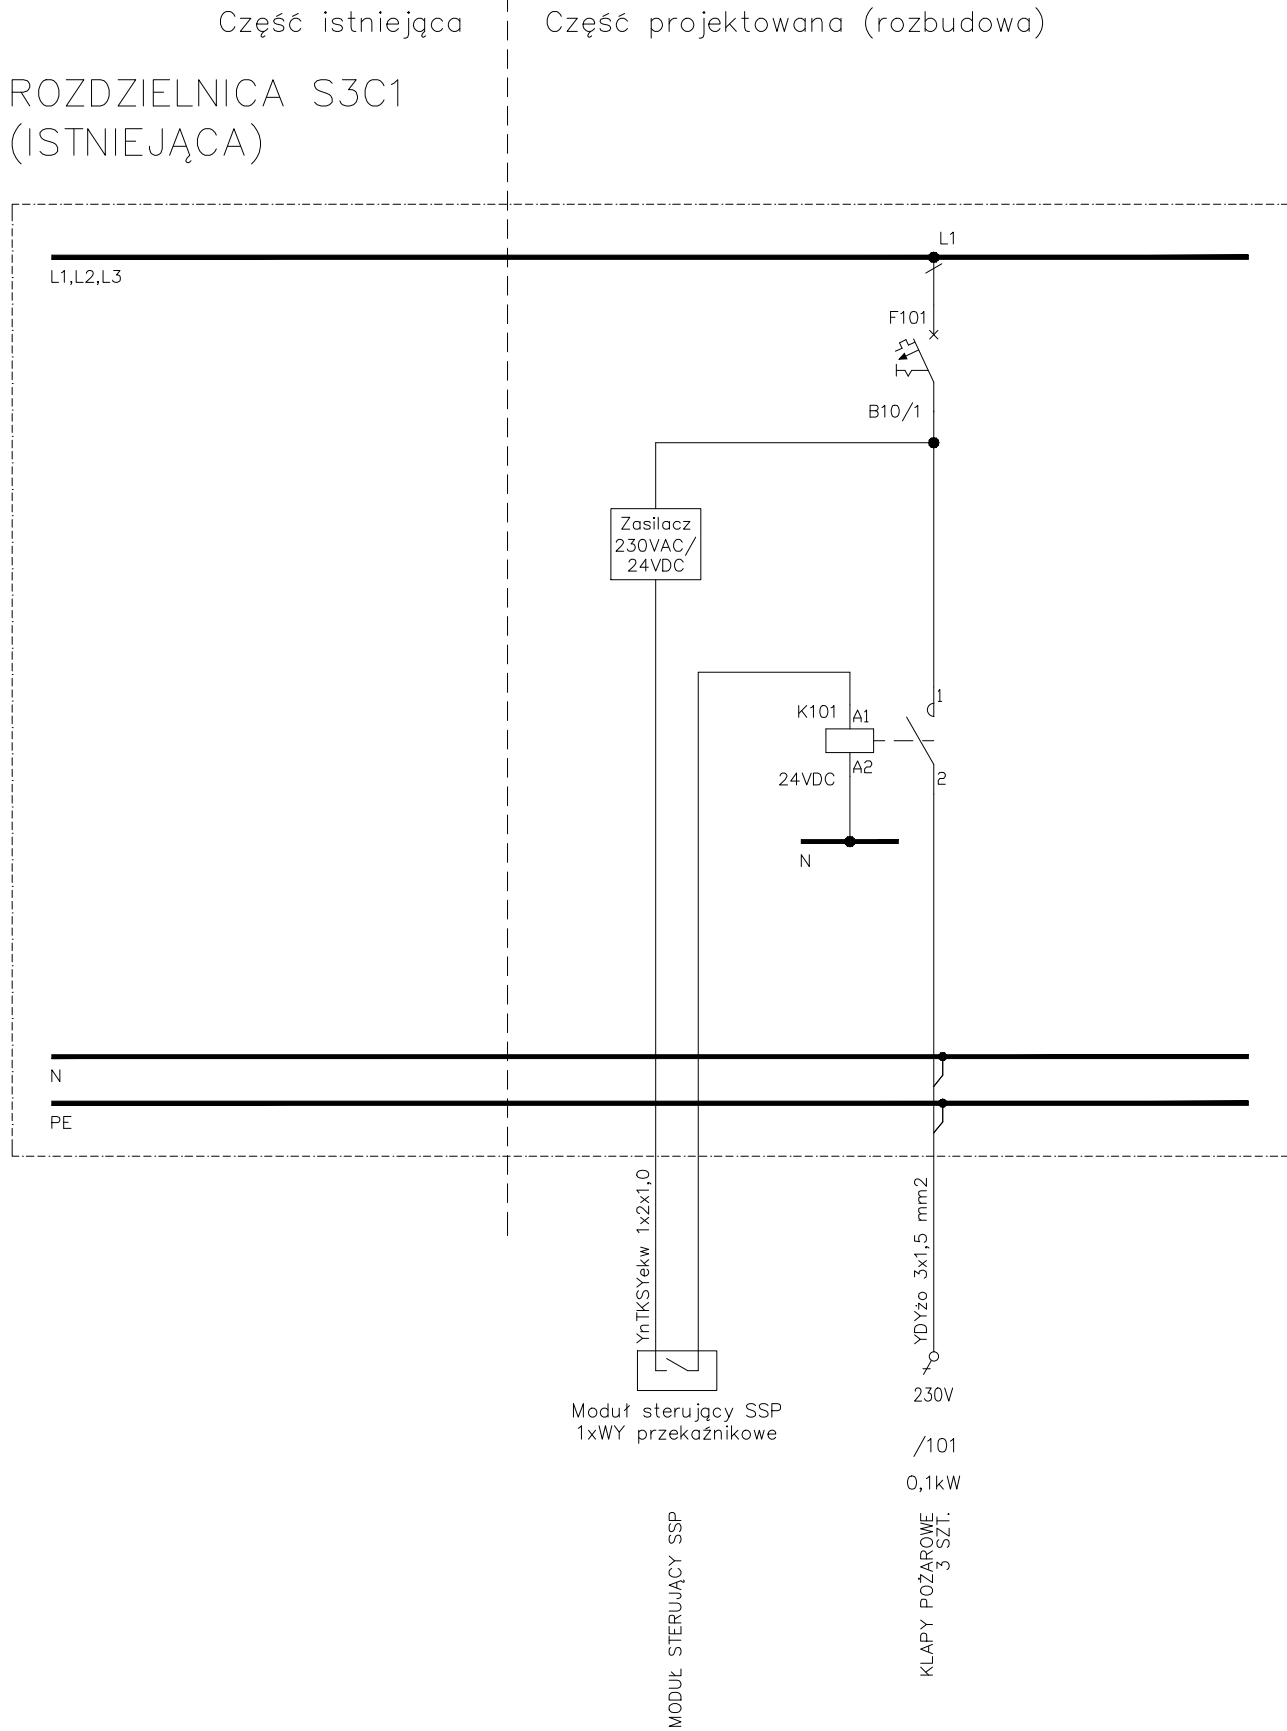 Część istniejąca
Część projektowana (rozbudowa)
ROZDZIELNICA S3C1
(ISTNIEJĄCA)
L1
L1,L2,L3
F101
B10/1
Zasilacz
230VAC/
24VDC
1
K101
A1
A2
24VDC
2
N
N
PE
YnTKSYekw 1x2x1,0
YDYżo 3x1,5 mm2
Moduł sterujący SSP
1xWY przekaźnikowe
230V
/101
0,1kW
MODUŁ STERUJĄCY SSP
KLAPY POŻAROWE
3 SZT.